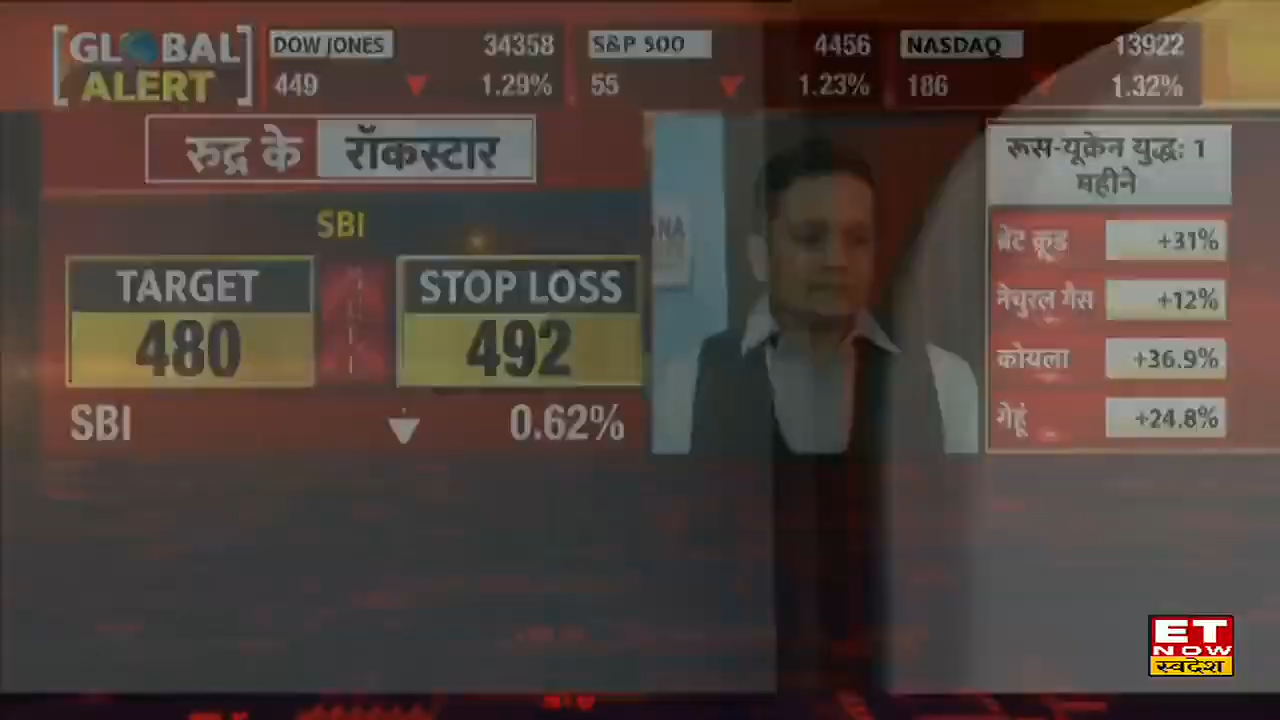 [GLOBAL
ALERT]
DOW JONES 34358
449 ▼ 1.29%
S&P 500 4456
55 ▼ 1.23%
NASDAQ 13922
186 ▼ 1.32%
रुद्र के रॉकस्टार
SBI
TARGET
480
STOP LOSS
492
SBI ▼ 0.62%
रूस-यूक्रेन युद्ध: 1
महीने
ब्रेंट क्रूड +31%
नेचुरल गैस +12%
कोयला +36.9%
गेहूं +24.8%
ET
NOW
स्वदेश